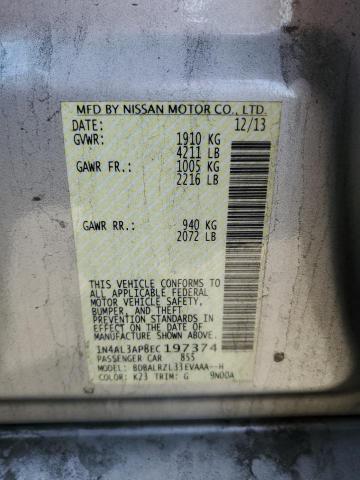 MFD BY NISSAN MOTOR CO., LTD.
DATE: 12/13
GVWR: 1910 KG
4211 LB
GAWR FR.: 1005 KG
2216 LB
GAWR RR.: 940 KG
2072 LB
THIS VEHICLE CONFORMS TO
ALL APPLICABLE FEDERAL
MOTOR VEHICLE SAFETY,
BUMPER, AND THEFT
PREVENTION STANDARDS IN
EFFECT ON THE DATE OF
MANUFACTURE SHOWN ABOVE.
1N4AL3AP8EC197374
PASSENGER CAR 855
MODEL: BDBALRZL33EVAAA--H
COLOR: K23 TRIM: G 9N00A